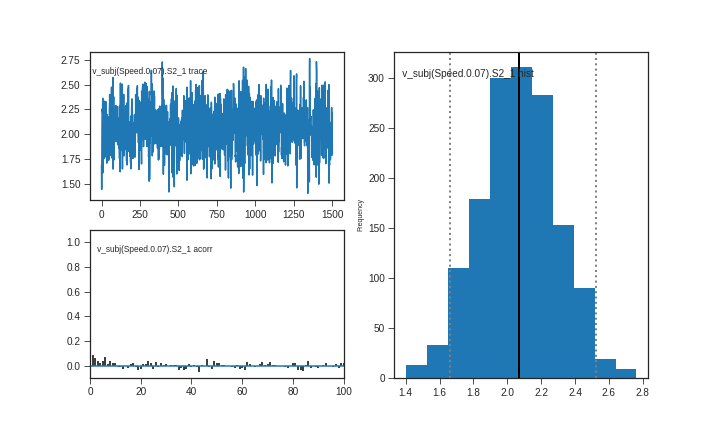 v_subj(Speed.0.07).S2_1 trace
2.75
2.50
2.25
2.00
1.75
1.50
0 250 500 750 1000 1250 1500
v_subj(Speed.0.07).S2_1 acorr
1.0
0.8
0.6
0.4
0.2
0.0
0 20 40 60 80 100
v_subj(Speed.0.07).S2_1 hist
Frequency
300
250
200
150
100
50
0
1.4 1.6 1.8 2.0 2.2 2.4 2.6 2.8